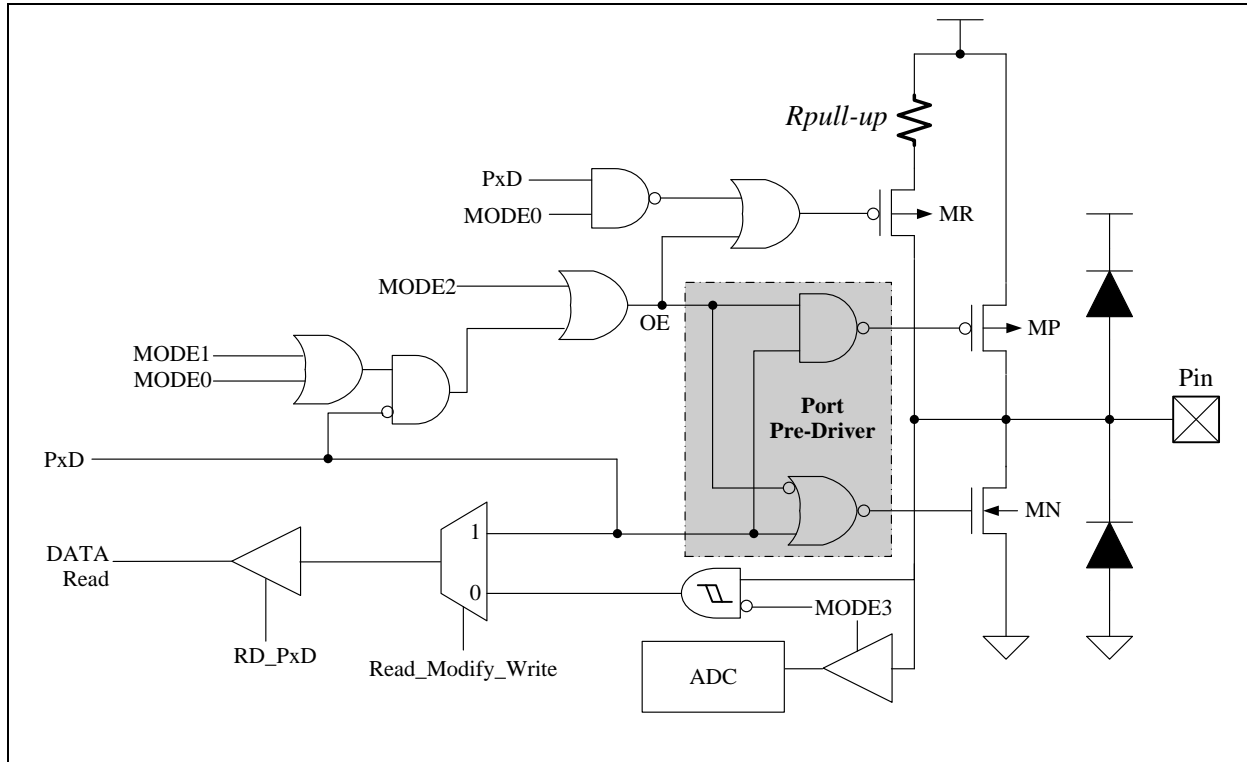 Rpull-up
PxD
MODE0
MR
MODE2
OE
MP
MODE1
MODE0
Pin
Port
Pre-Driver
PxD
MN
1
DATA
Read
0
MODE3
RD_PxD
Read_Modify_Write
ADC